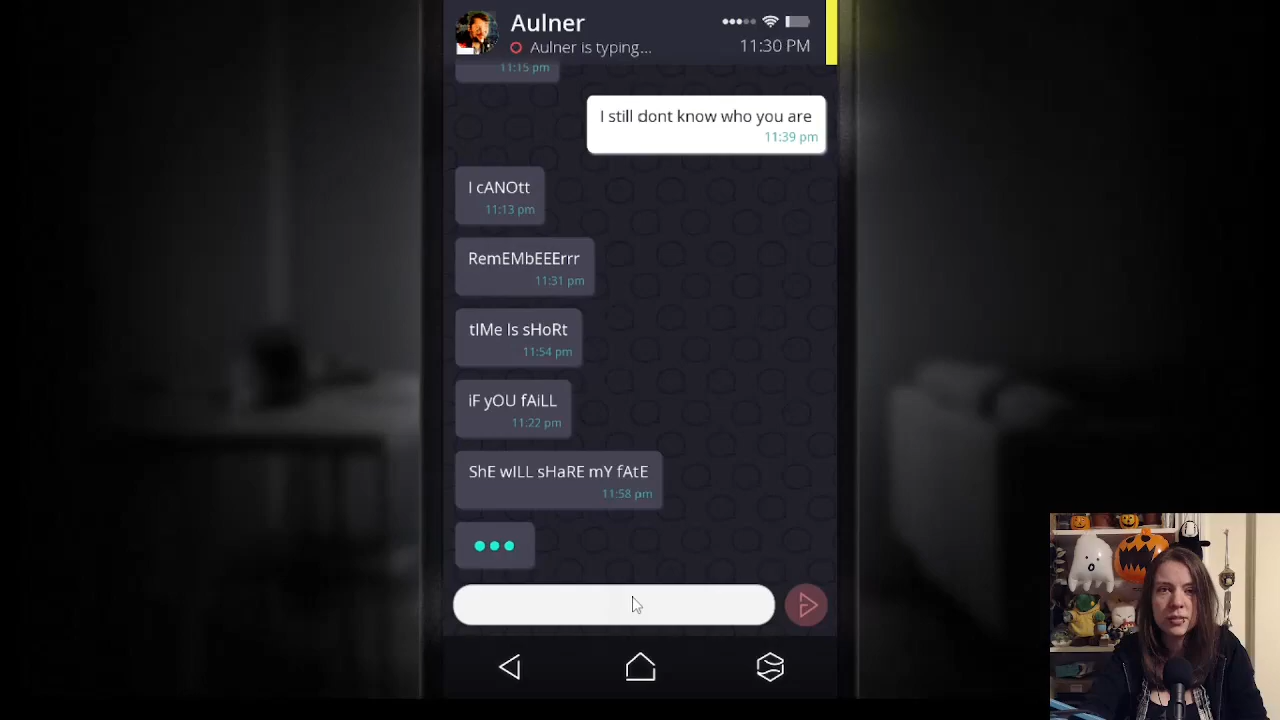 Aulner
Aulner is typing...
11:30 PM
11:15 pm
I still dont know who you are
11:39 pm
I cANOtt
11:13 pm
RemEMbEEErrr
11:31 pm
tIMe Is sHoRt
11:54 pm
iF yOU fAiLL
11:22 pm
ShE wILL sHaRE mY fAtE
11:58 pm